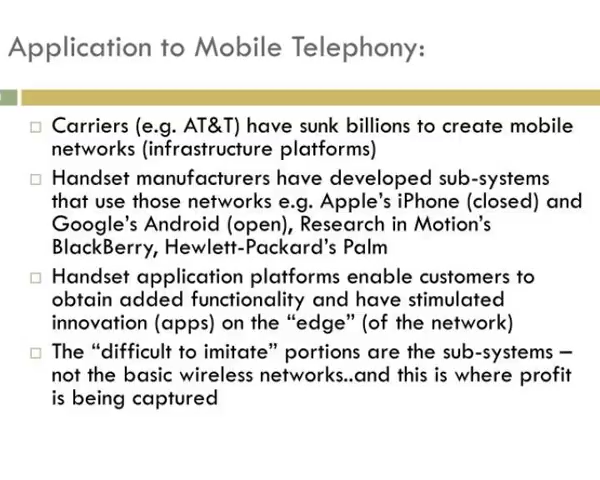 Application to Mobile Telephony:
Carriers (e.g. AT&T) have sunk billions to create mobile
networks (infrastructure platforms)
Handset manufacturers have developed sub-systems
that use those networks e.g. Apple's iPhone (closed) and
Google's Android (open), Research in Motion's
BlackBerry, Hewlett-Packard's Palm
Handset application platforms enable customers to
obtain added functionality and have stimulated
innovation (apps) on the “edge” (of the network)
The “difficult to imitate” portions are the sub-systems –
not the basic wireless networks..and this is where profit
is being captured